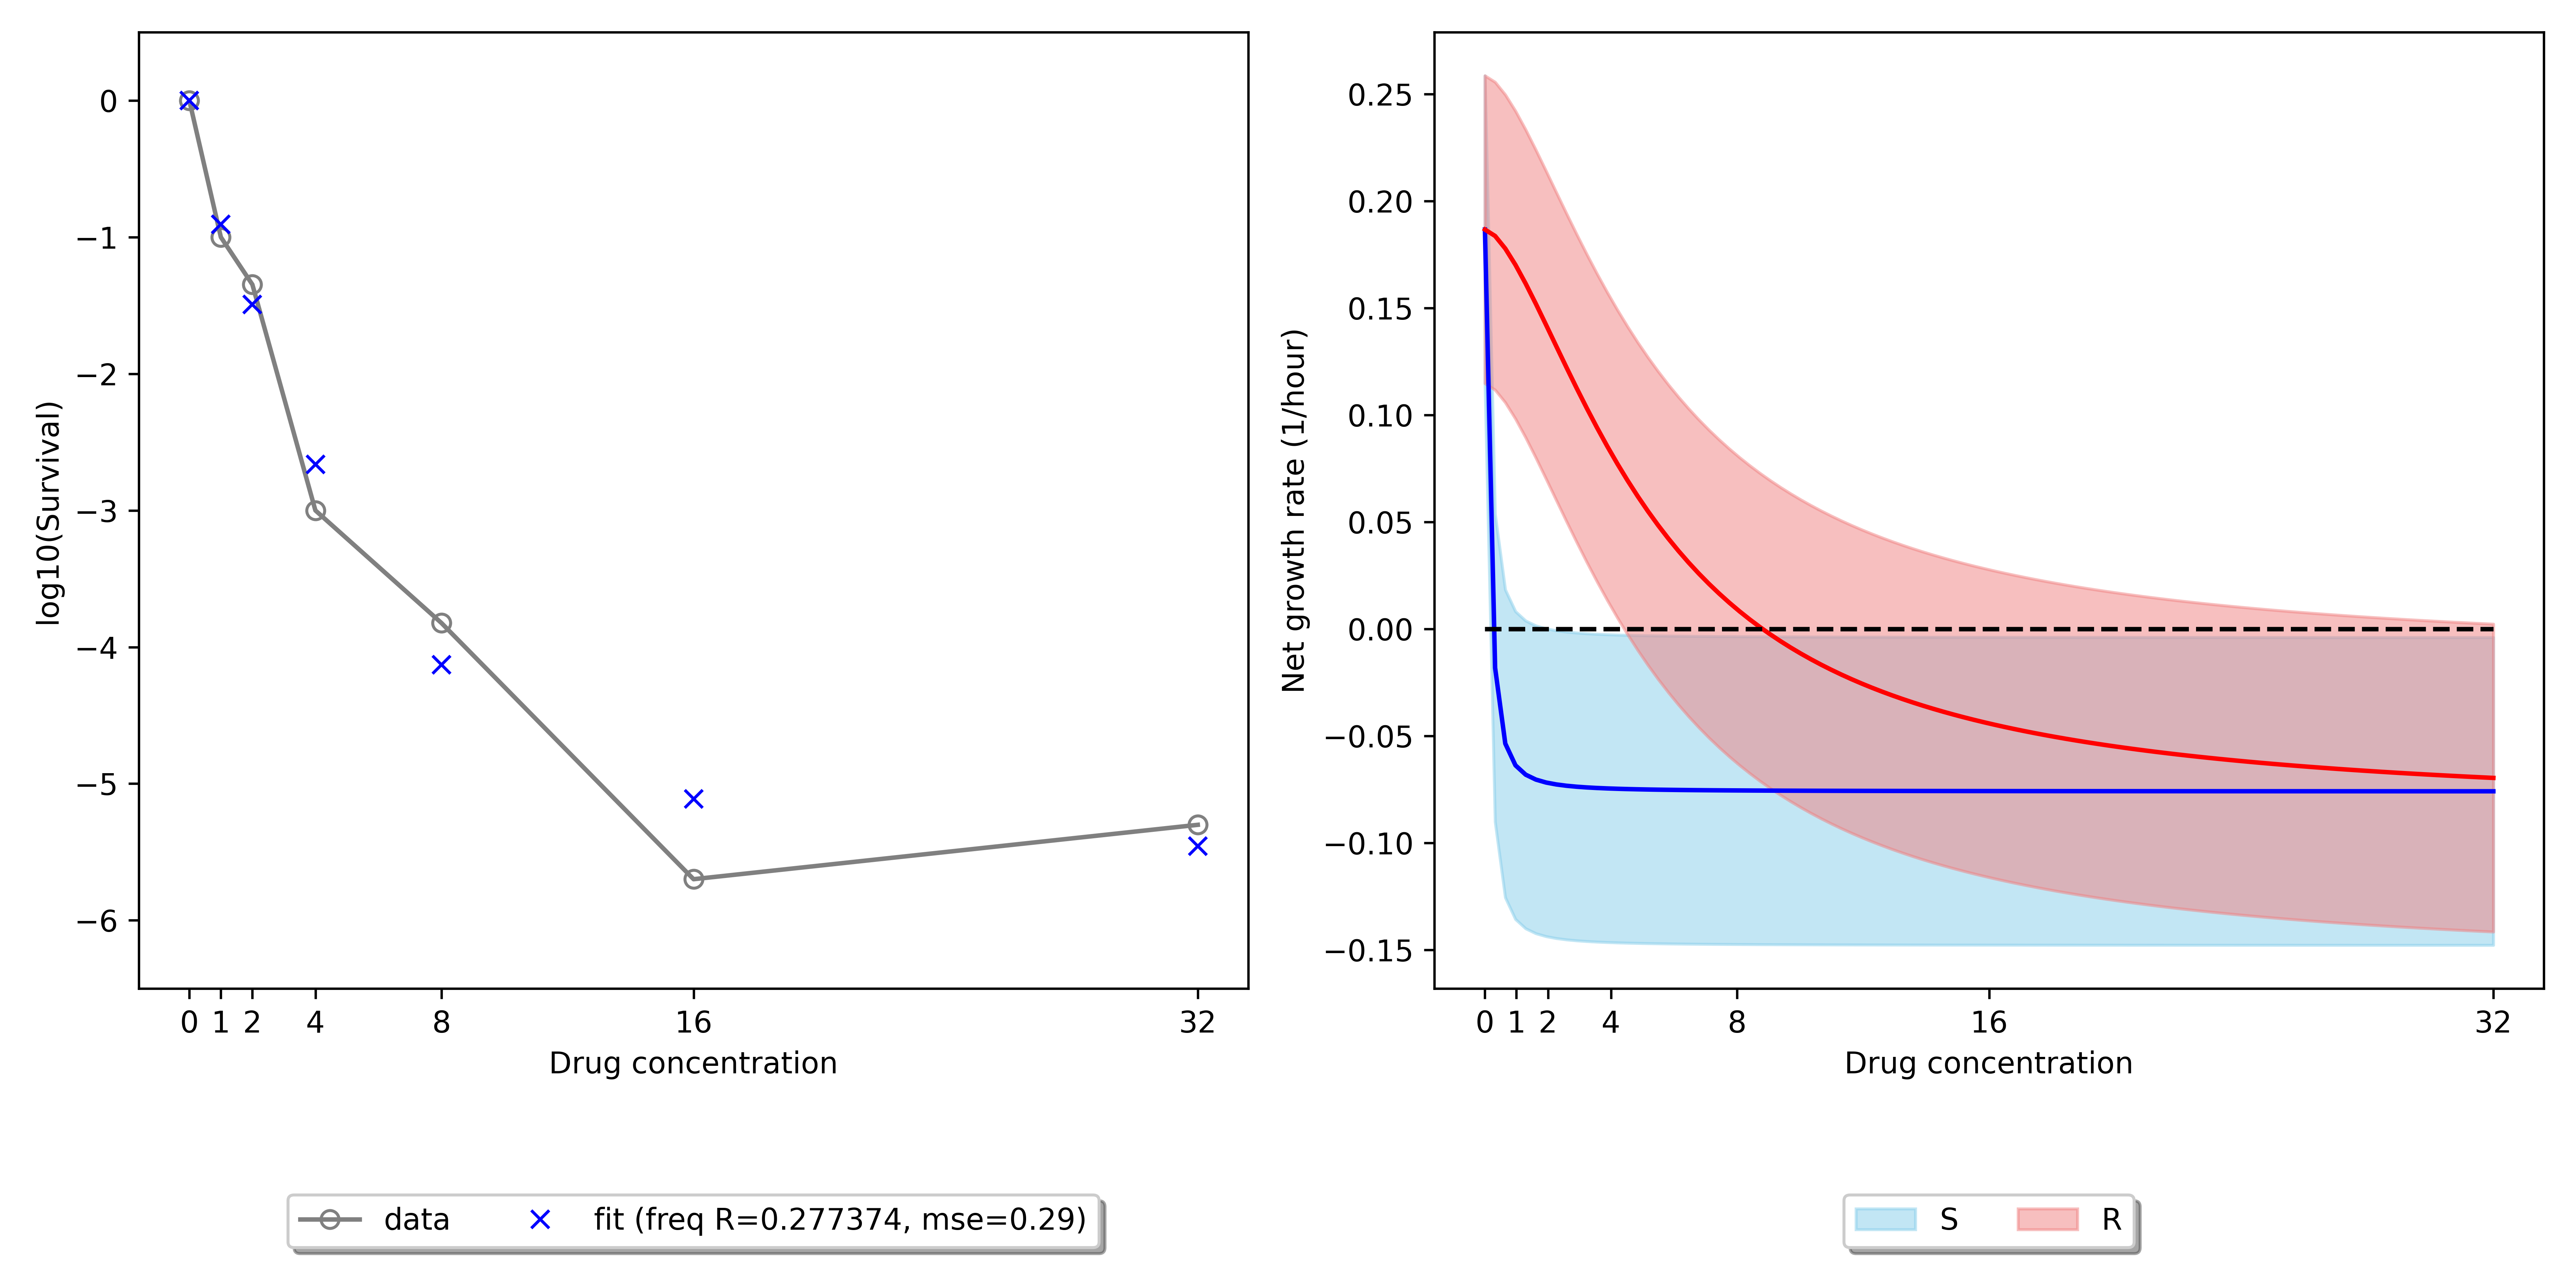 log10(Survival)
0
−1
−2
−3
−4
−5
−6
0 1 2 4 8 16 32
Drug concentration
data
fit (freq R=0.277374, mse=0.29)
Net growth rate (1/hour)
0.25
0.20
0.15
0.10
0.05
0.00
−0.05
−0.10
−0.15
0 1 2 4 8 16 32
Drug concentration
S
R